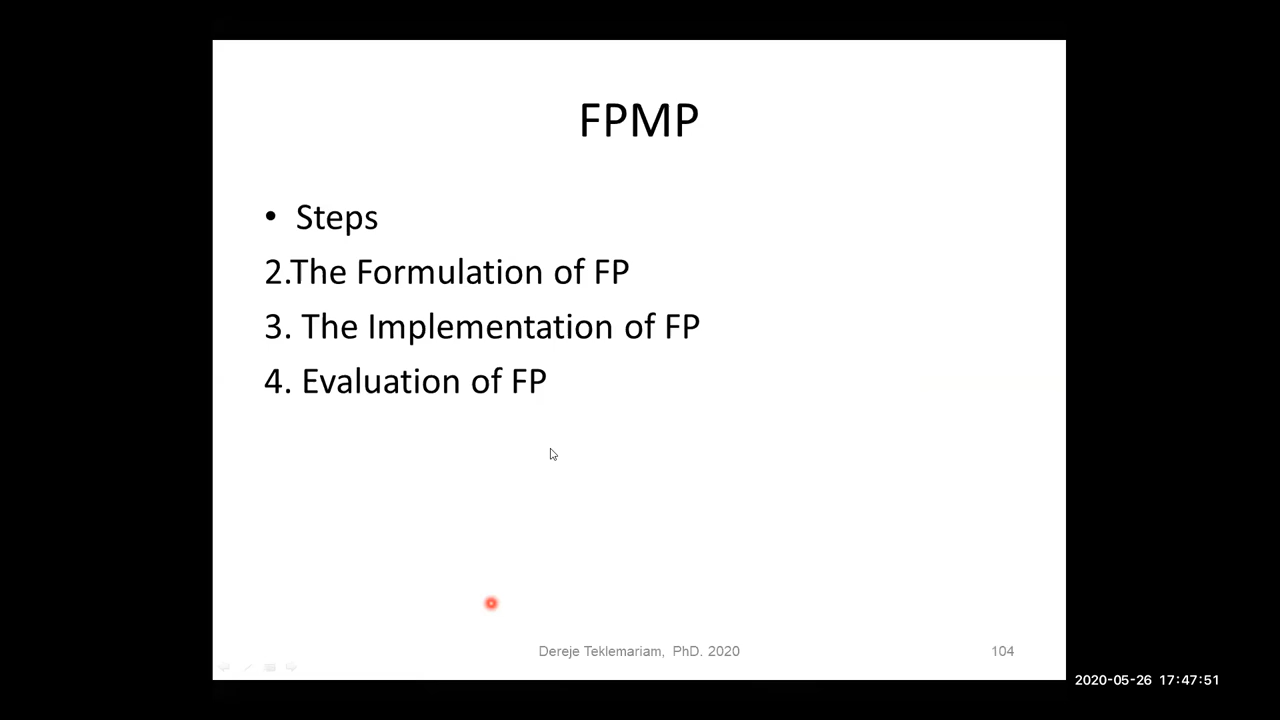 FPMP
• Steps
2.The Formulation of FP
3. The Implementation of FP
4. Evaluation of FP
Dereje Teklemariam, PhD. 2020
104
2020-05-26 17:47:51